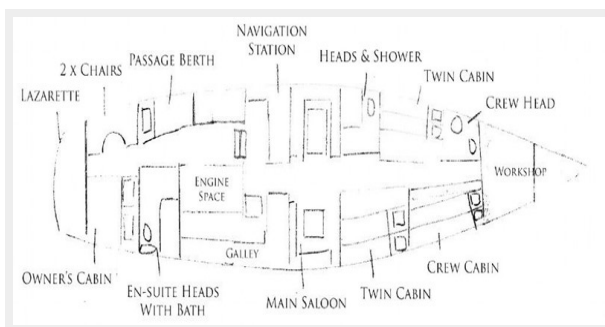 NAVIGATION
STATION
HEADS & SHOWER
PASSAGE BERTH
2 X CHAIRS
TWIN CABIN
LAZARETTE
CREW HEAD
WORKSHOP
ENGINE
SPACE
GALLEY
OWNER'S CABIN
EN-SUITE HEADS
WITH BATH
MAIN SALOON
TWIN CABIN
CREW CABIN